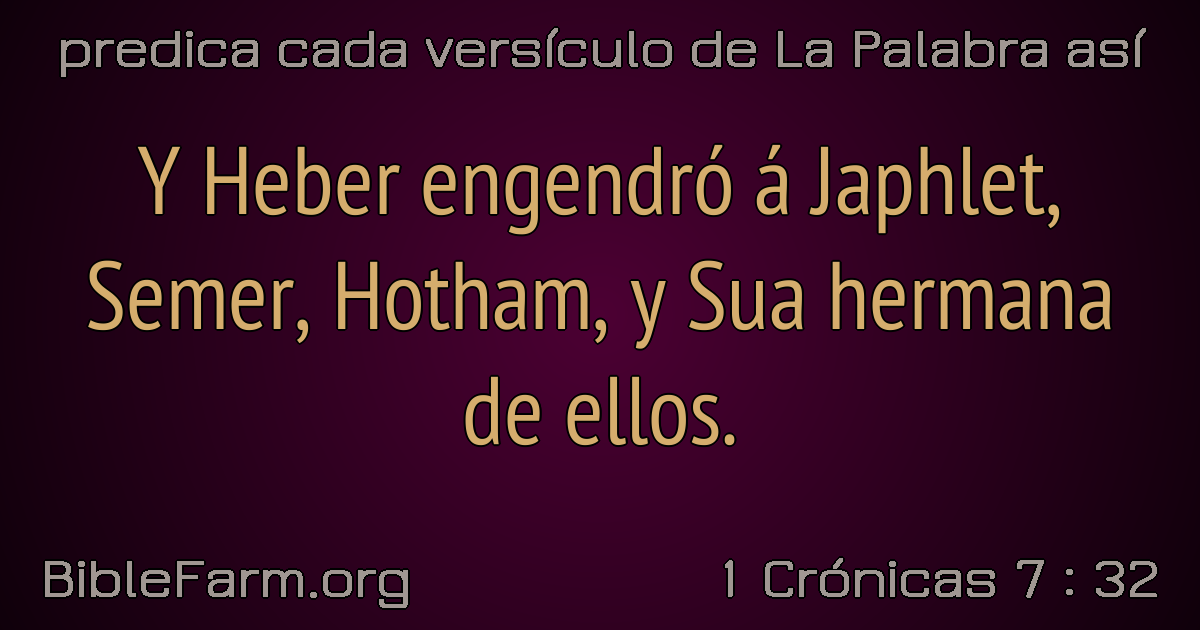 predica cada versículo de La Palabra así
Y Heber engendró á Japhlet,
Semer, Hotham, y Sua hermana
de ellos.
BibleFarm.org
1 Crónicas 7 : 32